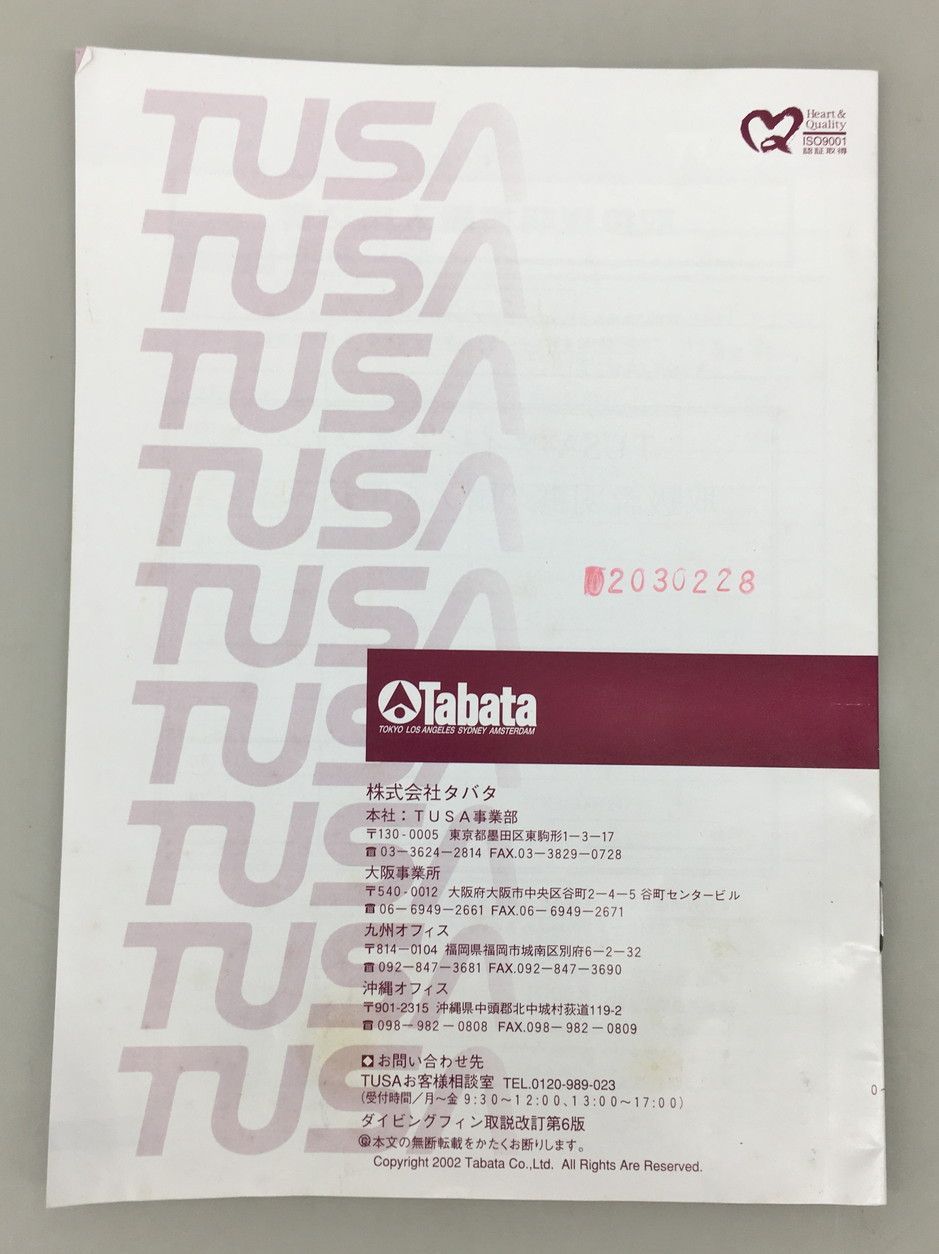 TUSA
TUSA
TUSA
TUSA
TUSA
TUSA
TUSA
TUSA
TUSA
Heart &
Quality
ISO9001
認証取得
2030228
Tabata
TOKYO LOS ANGELES SYDNEY AMSTERDAM
株式会社タバタ
本社：TUSA事業部
〒130-0005 東京都墨田区東駒形1−3−17
☎03−3624−2814 FAX.03−3829−0728
大阪事業所
〒540-0012 大阪府大阪市中央区谷町2−4−5 谷町センタービル
☎06−6949−2661 FAX.06−6949−2671
九州オフィス
〒814−0104 福岡県福岡市城南区別府6−2−32
☎092−847−3681 FAX.092−847−3690
沖縄オフィス
〒901-2315 沖縄県中頭郡北中城村荻道119-2
☎098−982−0808 FAX.098−982−0809
お問い合わせ先
TUSAお客様相談室 TEL.0120-989-023
(受付時間／月〜金 9:30〜12:00、13:00〜17:00)
ダイビングフィン取説改訂第6版
本文の無断転載をかたくお断りします。
Copyright 2002 Tabata Co.,Ltd. All Rights Are Reserved.